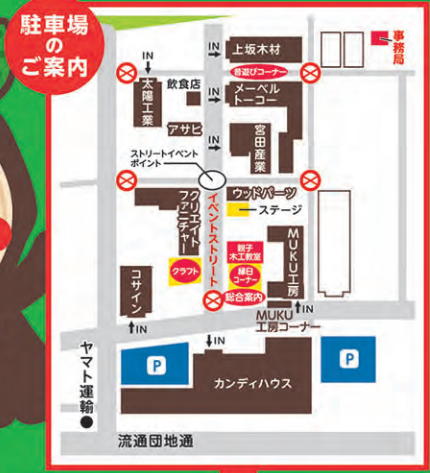 駐車場
の
ご案内
事務局
IN
上坂木材
昔遊びコーナー
IN
飲食店
太陽工業
IN
メーベル
トーコー
アサヒ
IN
宮田産業
ストリートイベント
ポイント
クリエイト
ファニチャー
イベントストリート
ウッドパーツ
ステージ
親子
木工教室
クラフト
縁日
コーナー
MUKU工房
コサイン
総合案内
IN
MUKU
工房コーナー
IN
IN
P
P
カンディハウス
ヤマト運輸
流通団地通